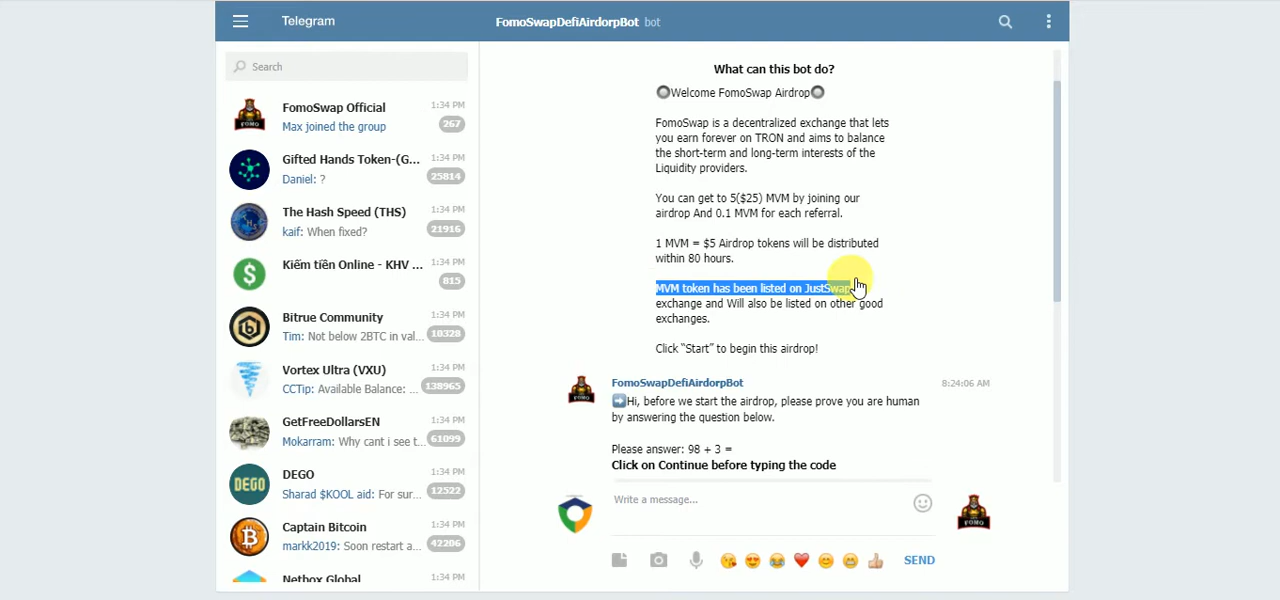 Telegram
FomoSwapDefiAirdorpBot bot
Search
FomoSwap Official 1:34 PM
Max joined the group 267
Gifted Hands Token-(G... 1:34 PM
Daniel: ? 25814
The Hash Speed (THS) 1:34 PM
kaif: When fixed? 21916
Kiếm tiền Online - KHV ... 1:34 PM
815
Bitrue Community 1:34 PM
Tim: Not below 2BTC in val... 10328
Vortex Ultra (VXU) 1:34 PM
CCTip: Available Balance: ... 138965
GetFreeDollarsEN 1:34 PM
Mokarram: Why cant i see t... 61099
DEGO 1:34 PM
Sharad $KOOL aid: For sur... 12522
Captain Bitcoin 1:34 PM
markk2019: Soon restart a... 42206
Netbox Global 1:34 PM
What can this bot do?
🔘Welcome FomoSwap Airdrop🔘
FomoSwap is a decentralized exchange that lets
you earn forever on TRON and aims to balance
the short-term and long-term interests of the
Liquidity providers.
You can get to 5($25) MVM by joining our
airdrop And 0.1 MVM for each referral.
1 MVM = $5 Airdrop tokens will be distributed
within 80 hours.
MVM token has been listed on JustSwap
exchange and Will also be listed on other good
exchanges.
Click “Start” to begin this airdrop!
FomoSwapDefiAirdorpBot 8:24:06 AM
➡️Hi, before we start the airdrop, please prove you are human
by answering the question below.
Please answer: 98 + 3 =
Click on Continue before typing the code
Write a message...
SEND